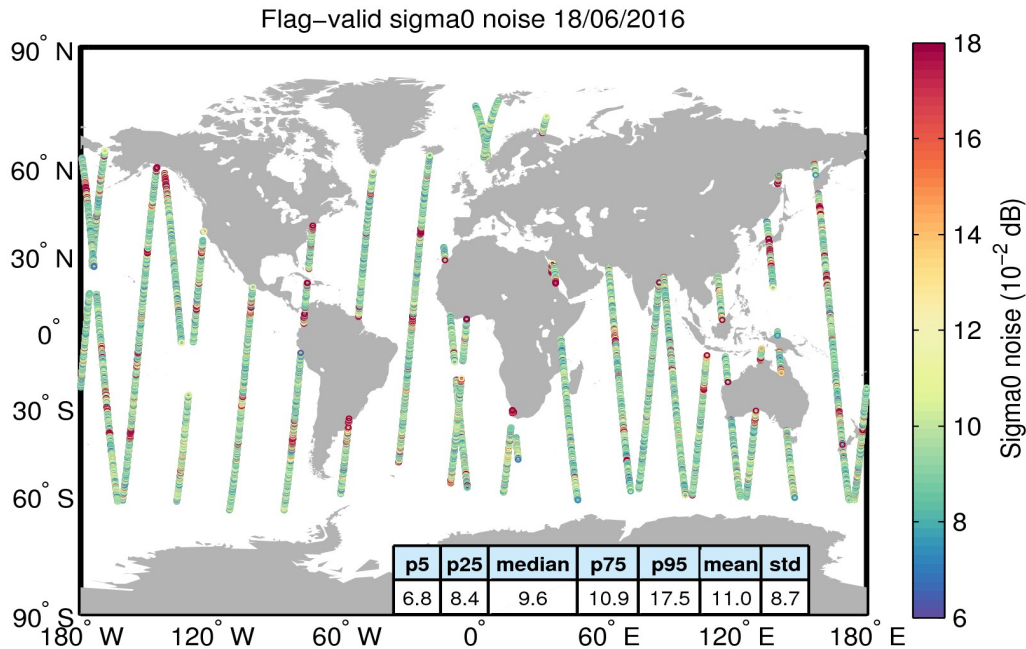 Flag−valid sigma0 noise 18/06/2016
90° N
60° N
30° N
0°
30° S
60° S
90° S
180° W 120° W 60° W 0° 60° E 120° E 180° E
p5 p25 median p75 p95 mean std
6.8 8.4 9.6 10.9 17.5 11.0 8.7
18
16
14
12
10
8
6
Sigma0 noise (10⁻² dB)